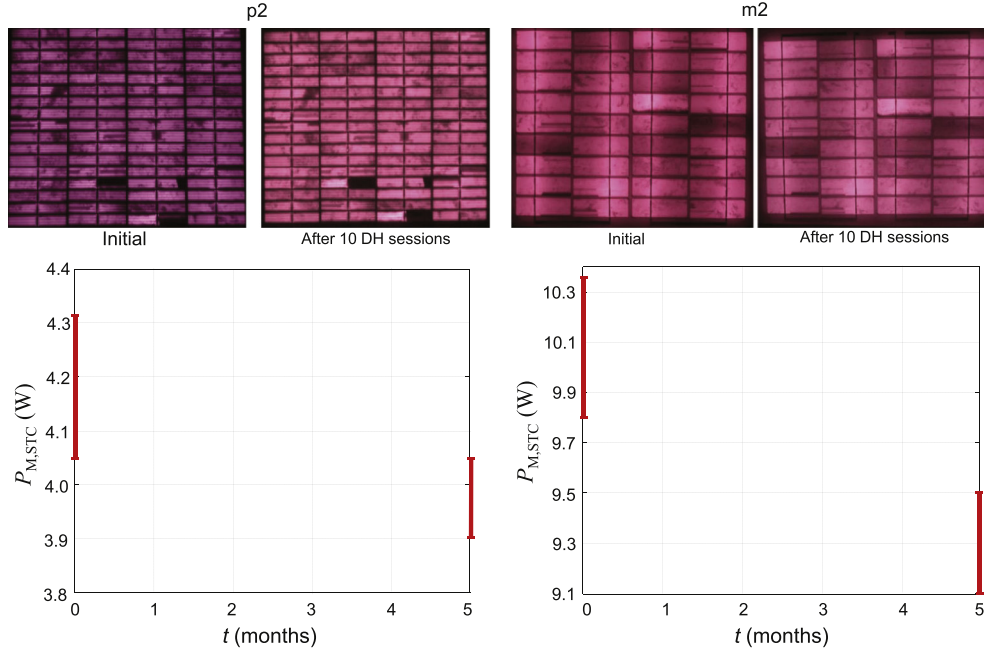 p2
m2
Initial
After 10 DH sessions
Initial
After 10 DH sessions
4.4
4.3
4.2
4.1
4.0
3.9
3.8
P_M,STC (W)
0 1 2 3 4 5
t (months)
10.3
10.1
9.9
9.7
9.5
9.3
9.1
P_M,STC (W)
0 1 2 3 4 5
t (months)